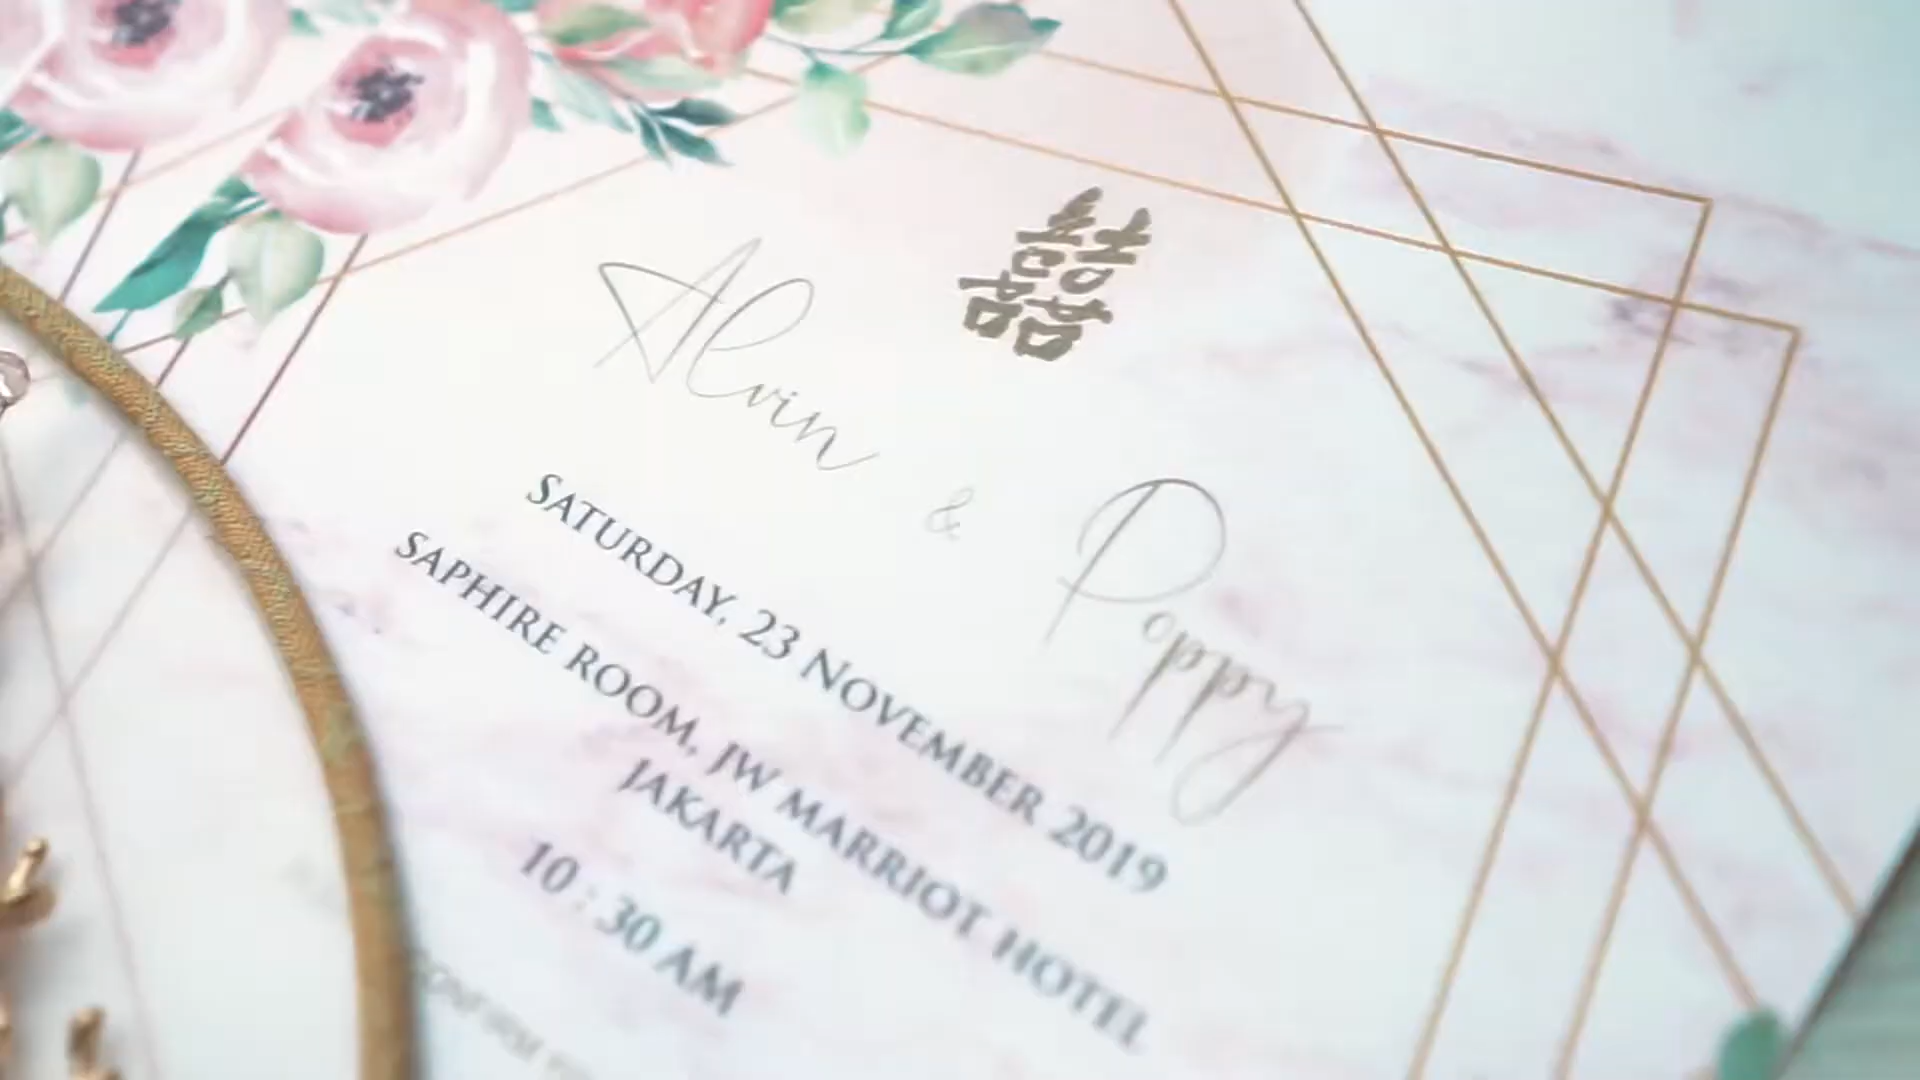 囍
Alvin & Poppy
SATURDAY, 23 NOVEMBER 2019
SAPHIRE ROOM, JW MARRIOT HOTEL
JAKARTA
10 : 30 AM